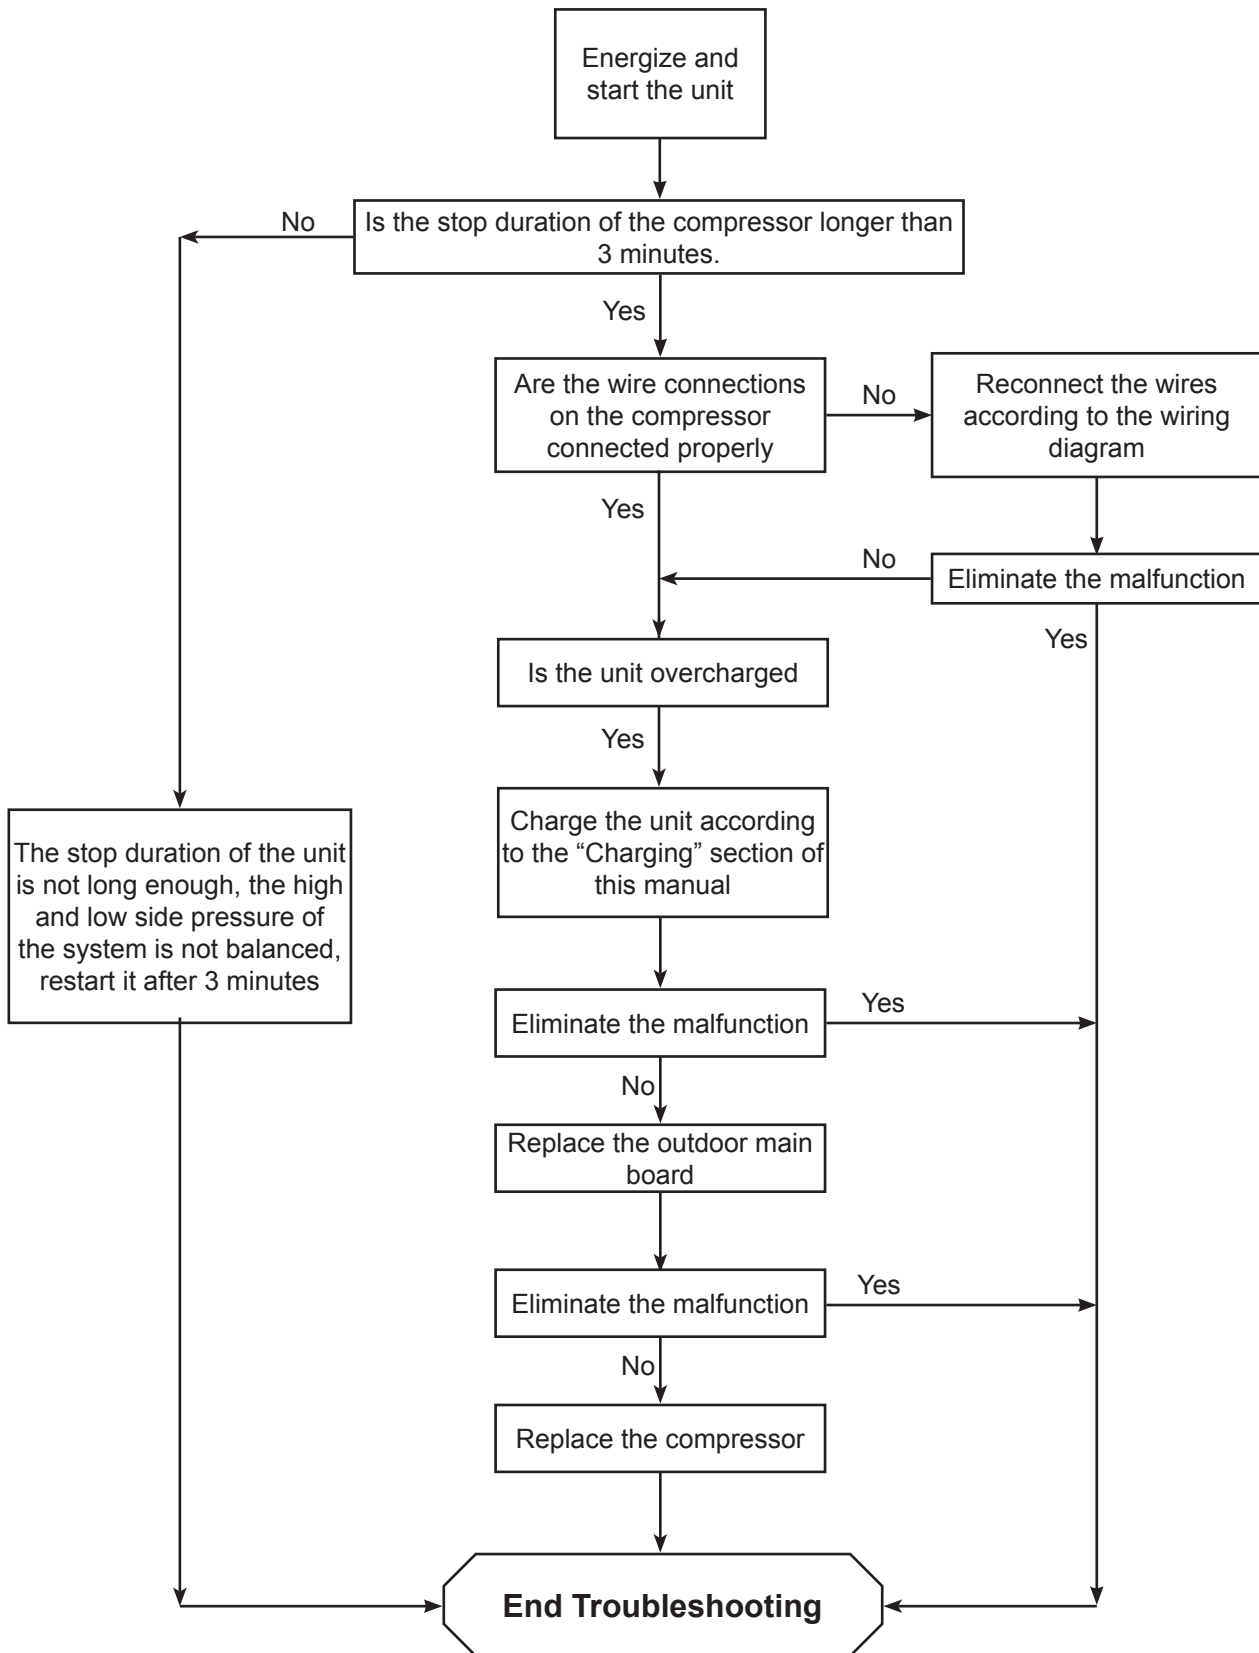 Energize and
start the unit
No
Is the stop duration of the compressor longer than
3 minutes.
Yes
Are the wire connections
on the compressor
connected properly
No
Reconnect the wires
according to the wiring
diagram
Yes
No
Eliminate the malfunction
Yes
Is the unit overcharged
Yes
Charge the unit according
to the “Charging” section of
this manual
The stop duration of the unit
is not long enough, the high
and low side pressure of
the system is not balanced,
restart it after 3 minutes
Eliminate the malfunction
Yes
No
Replace the outdoor main
board
Eliminate the malfunction
Yes
No
Replace the compressor
End Troubleshooting